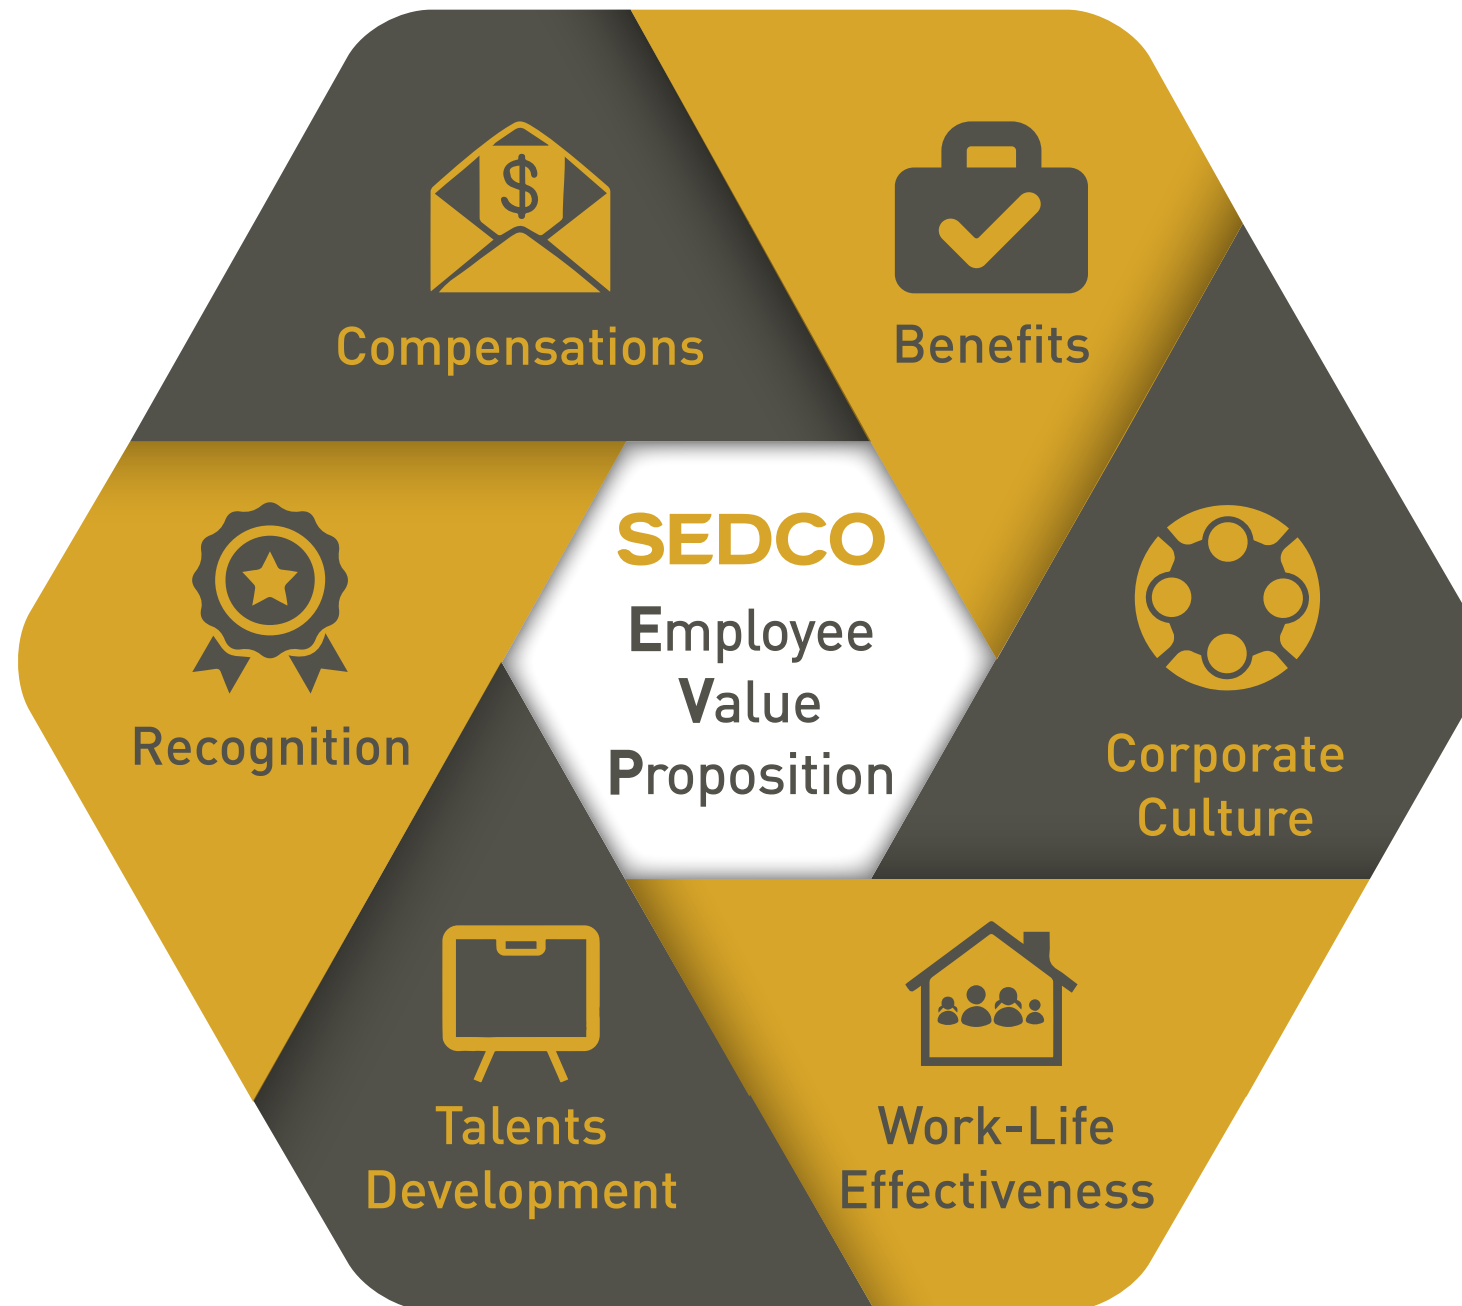 Compensations
Benefits
SEDCO
Employee
Value
Proposition
Recognition
Corporate
Culture
Talents
Development
Work-Life
Effectiveness